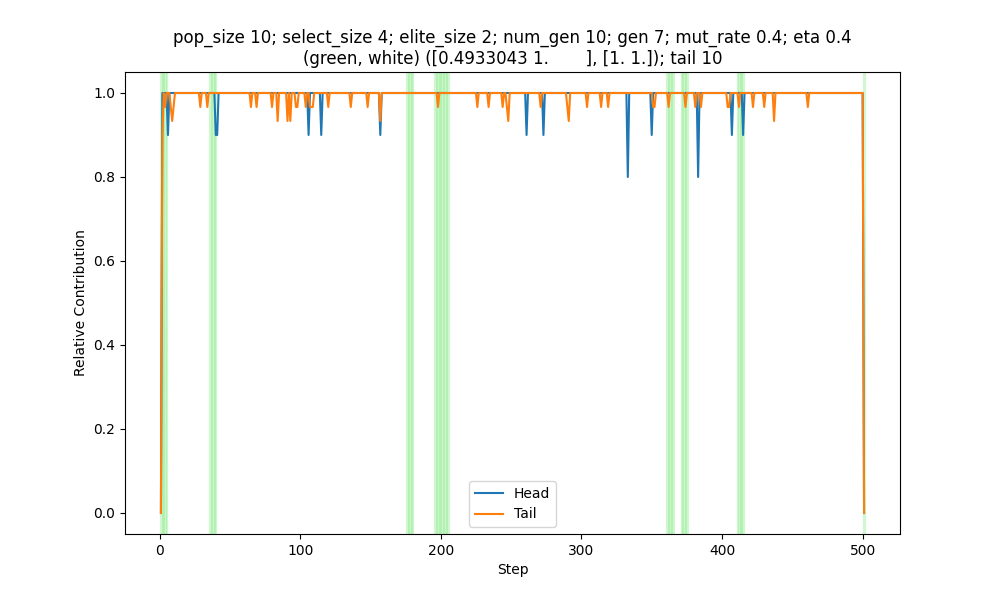 pop_size 10; select_size 4; elite_size 2; num_gen 10; gen 7; mut_rate 0.4; eta 0.4
(green, white) ([0.4933043 1.        ], [1. 1.]); tail 10
1.0
0.8
0.6
0.4
0.2
0.0
Relative Contribution
Head
Tail
0
100
200
300
400
500
Step